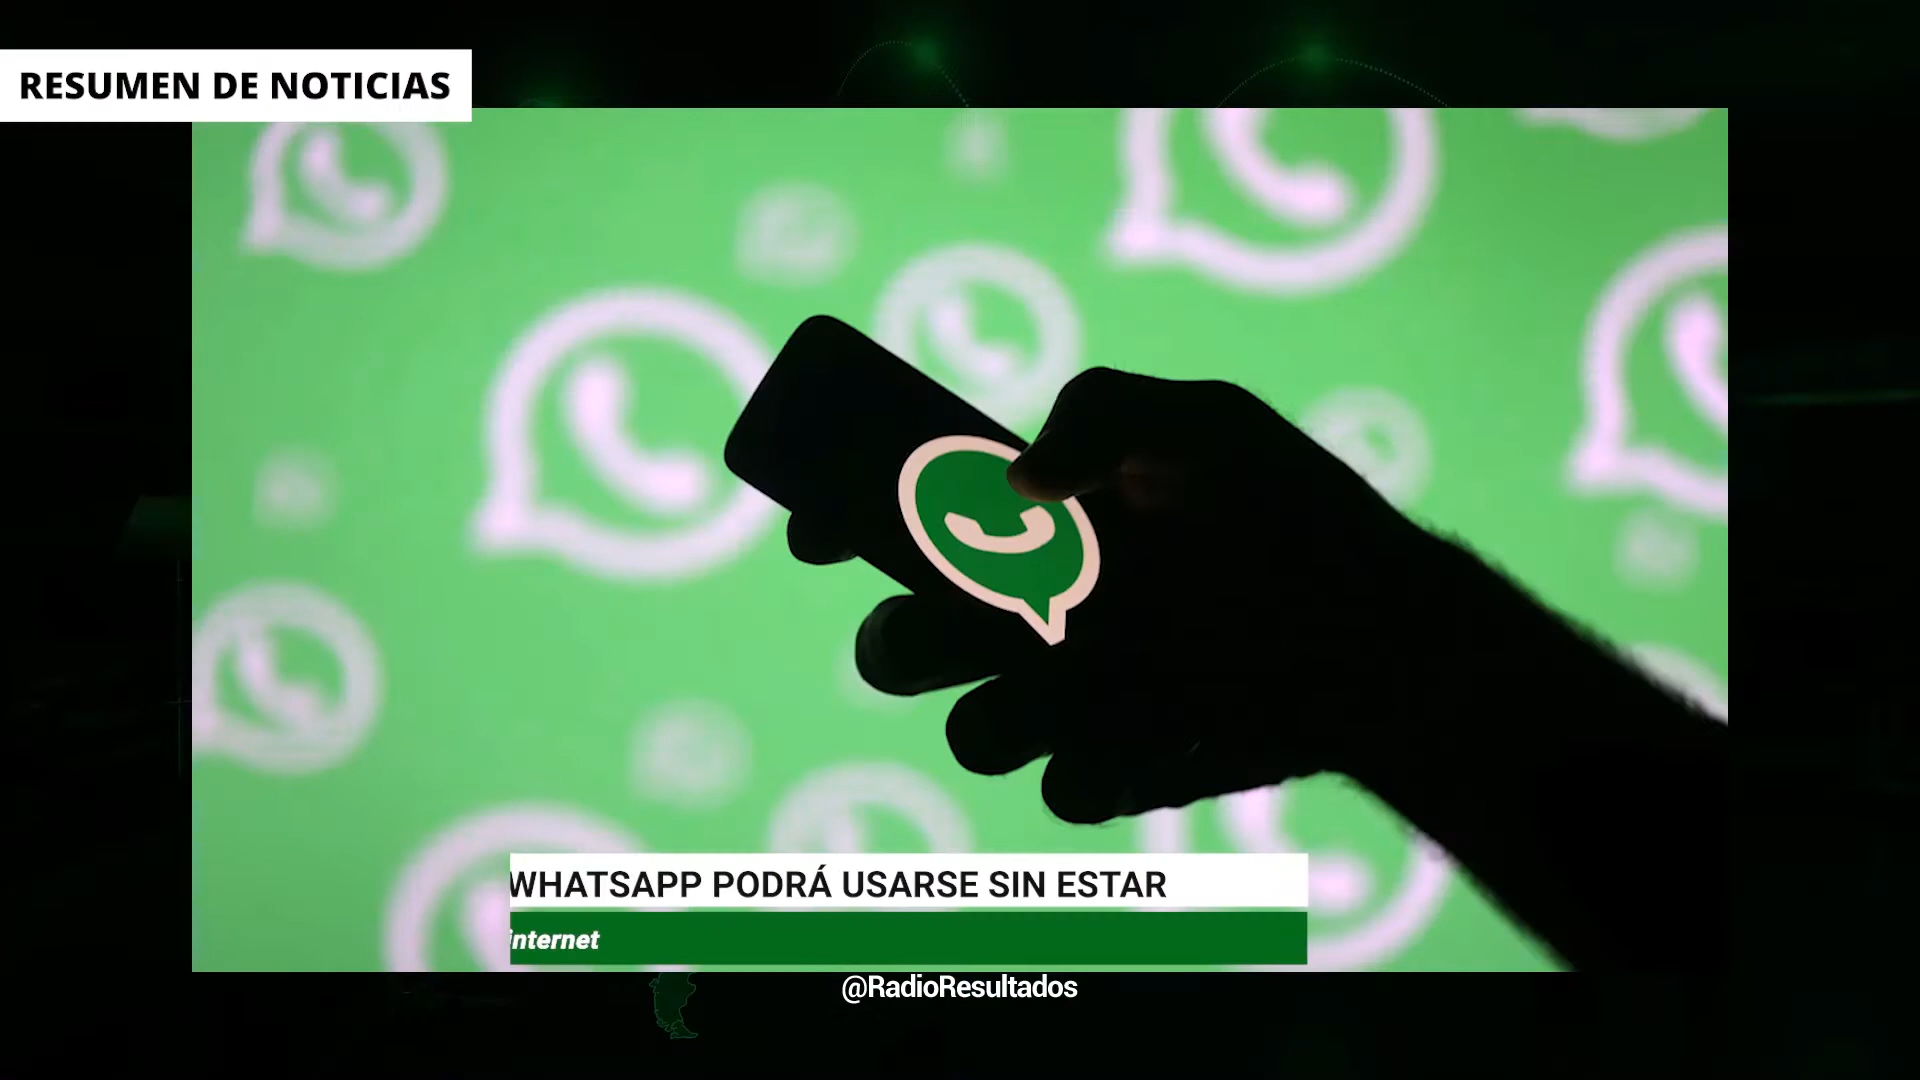 RESUMEN DE NOTICIAS
WHATSAPP PODRÁ USARSE SIN ESTAR
internet
@RadioResultados